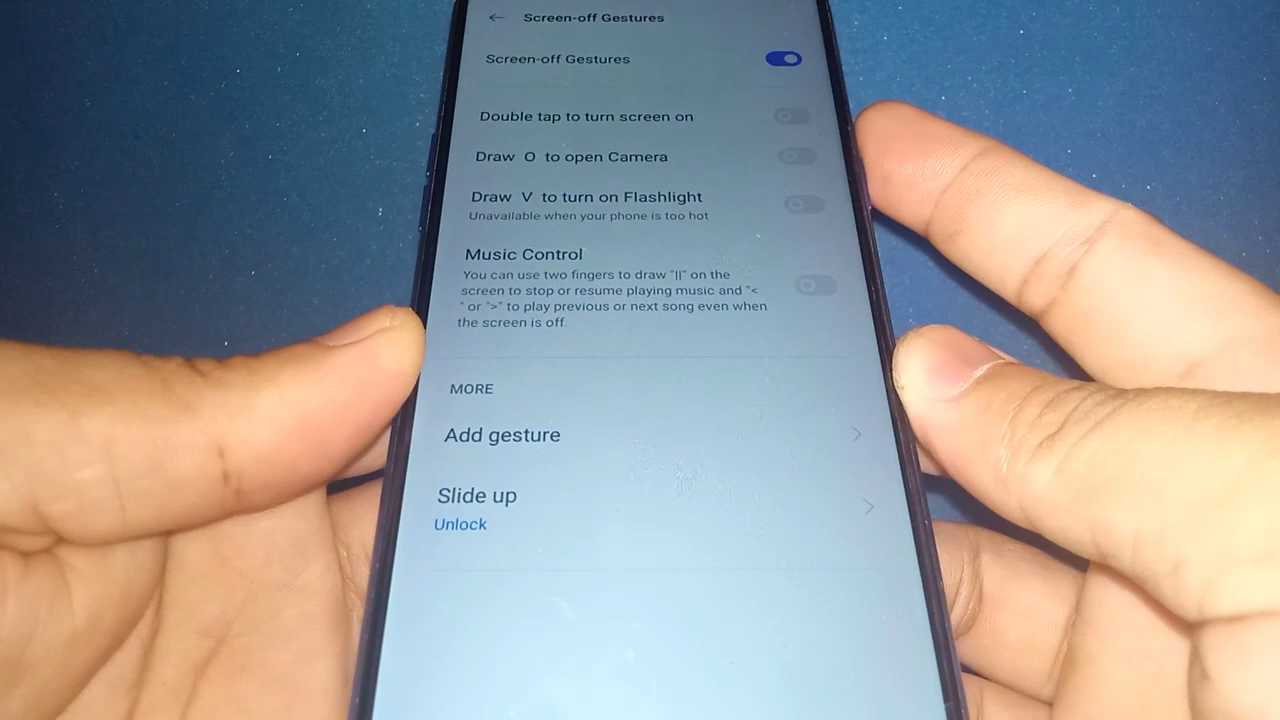 Screen-off Gestures
Screen-off Gestures
Double tap to turn screen on
Draw O to open Camera
Draw V to turn on Flashlight
Unavailable when your phone is too hot
Music Control
You can use two fingers to draw "||" on the
screen to stop or resume playing music and "<
" or ">" to play previous or next song even when
the screen is off.
MORE
Add gesture
Slide up
Unlock